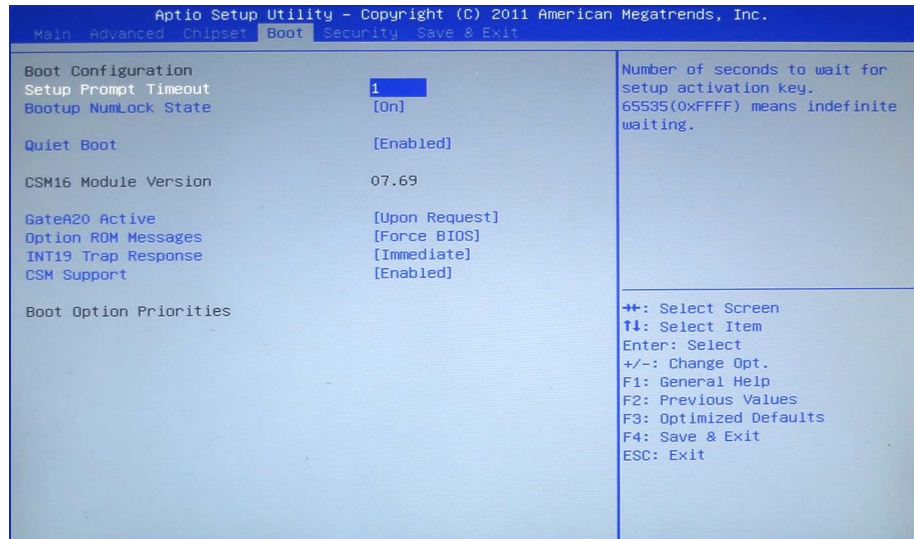 Aptio Setup Utility – Copyright (C) 2011 American Megatrends, Inc.
Main Advanced Chipset Boot Security Save & Exit
Boot Configuration
Setup Prompt Timeout 1
Bootup NumLock State [On]
Quiet Boot [Enabled]
CSM16 Module Version 07.69
GateA20 Active [Upon Request]
Option ROM Messages [Force BIOS]
INT19 Trap Response [Immediate]
CSM Support [Enabled]
Boot Option Priorities
Number of seconds to wait for
setup activation key.
65535(0xFFFF) means indefinite
waiting.
→←: Select Screen
↑↓: Select Item
Enter: Select
+/-: Change Opt.
F1: General Help
F2: Previous Values
F3: Optimized Defaults
F4: Save & Exit
ESC: Exit